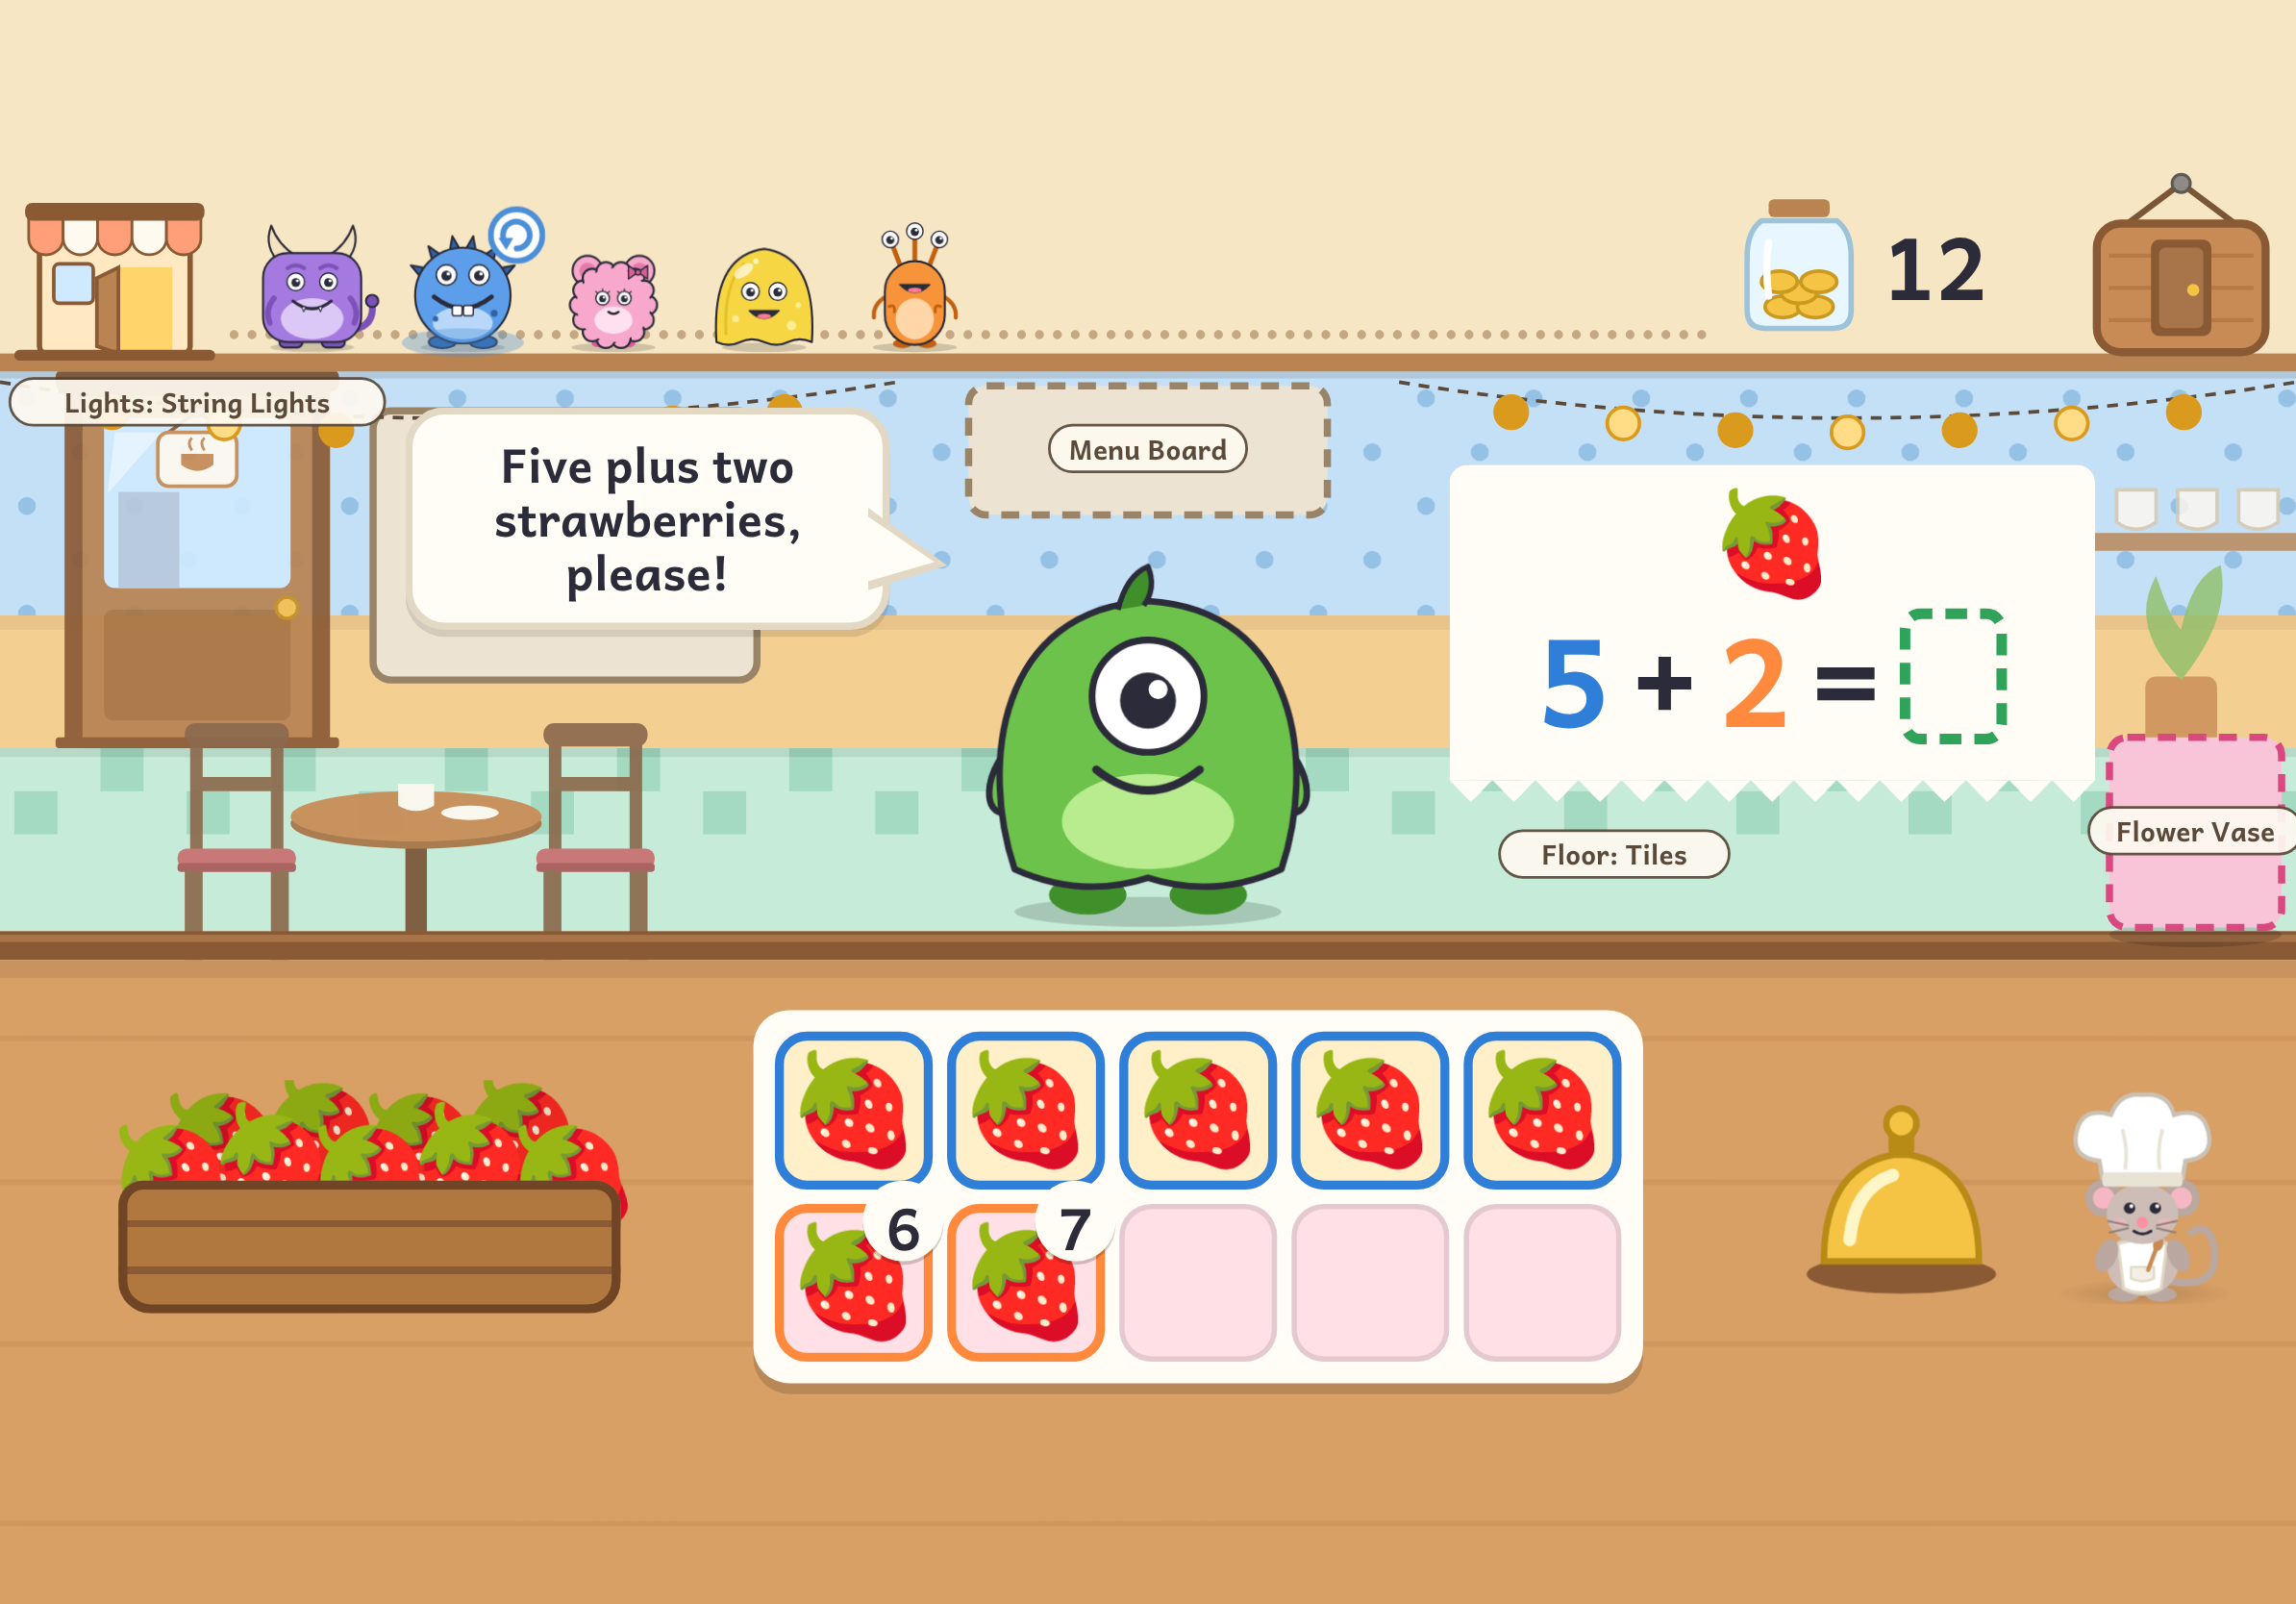 12
Lights: String Lights
Five plus two
strawberries,
please!
Menu Board
5 + 2 =
Floor: Tiles
Flower Vase
6
7